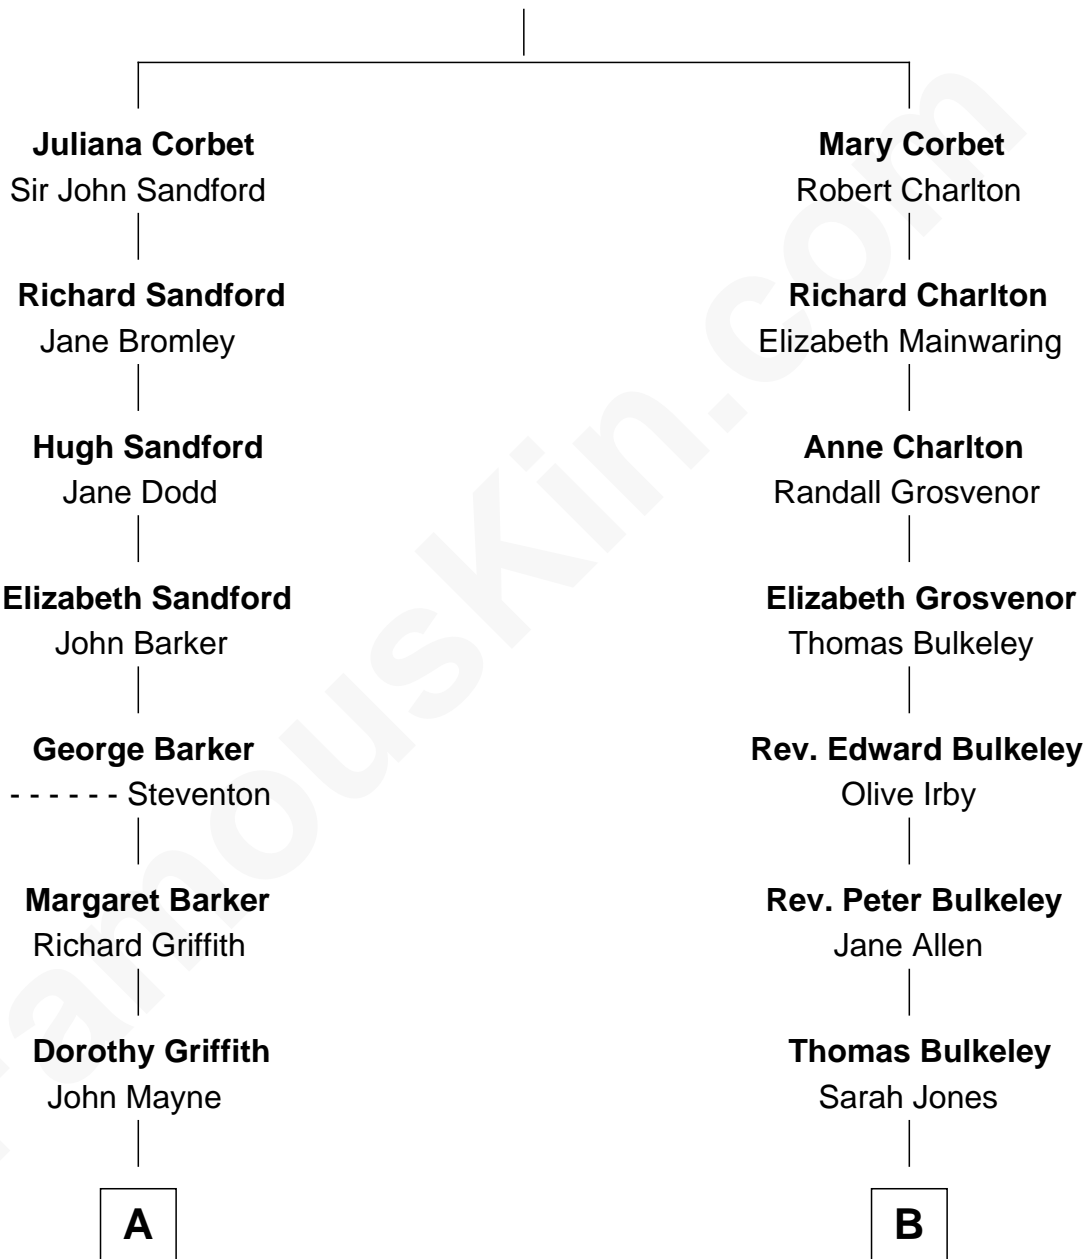 Juliana Corbet
Sir John Sandford
Richard Sandford
Jane Bromley
Hugh Sandford
Jane Dodd
Elizabeth Sandford
John Barker
George Barker
- - - - - - Steventon
Margaret Barker
Richard Griffith
Dorothy Griffith
John Mayne
A
Mary Corbet
Robert Charlton
Richard Charlton
Elizabeth Mainwaring
Anne Charlton
Randall Grosvenor
Elizabeth Grosvenor
Thomas Bulkeley
Rev. Edward Bulkeley
Olive Irby
Rev. Peter Bulkeley
Jane Allen
Thomas Bulkeley
Sarah Jones
B
FamousKin.com